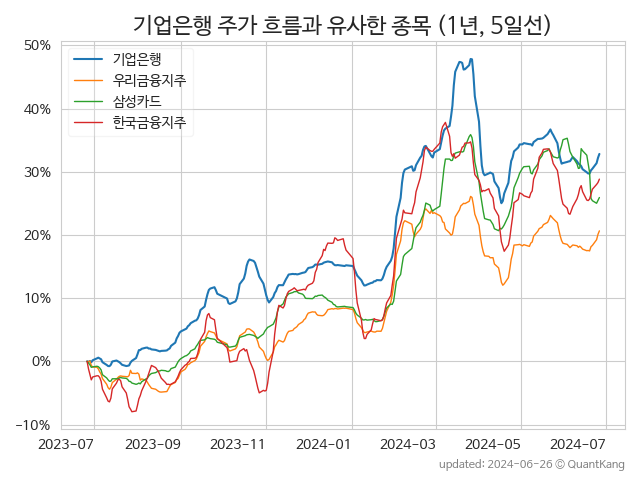 기업은행 주가 흐름과 유사한 종목 (1년, 5일선)
기업은행
우리금융지주
삼성카드
한국금융지주
50%
40%
30%
20%
10%
0%
−10%
2023-07 2023-09 2023-11 2024-01 2024-03 2024-05 2024-07
updated: 2024-06-26 © QuantKang